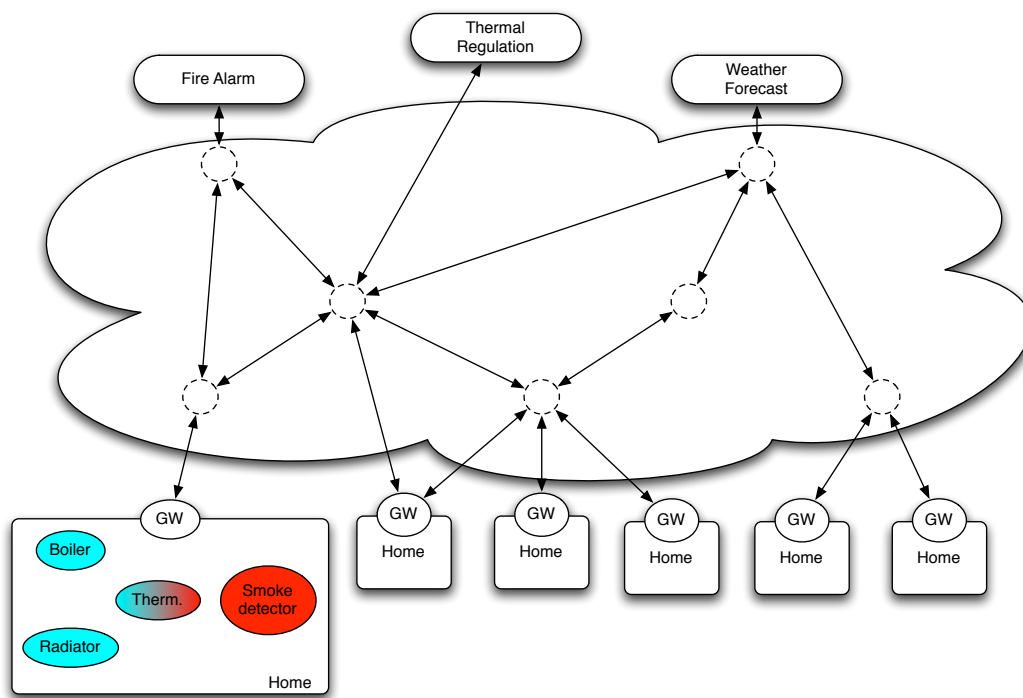 Thermal
Regulation
Fire Alarm
Weather
Forecast
GW
Boiler
Therm.
Smoke
detector
Radiator
Home
GW
Home
GW
Home
GW
Home
GW
Home
GW
Home